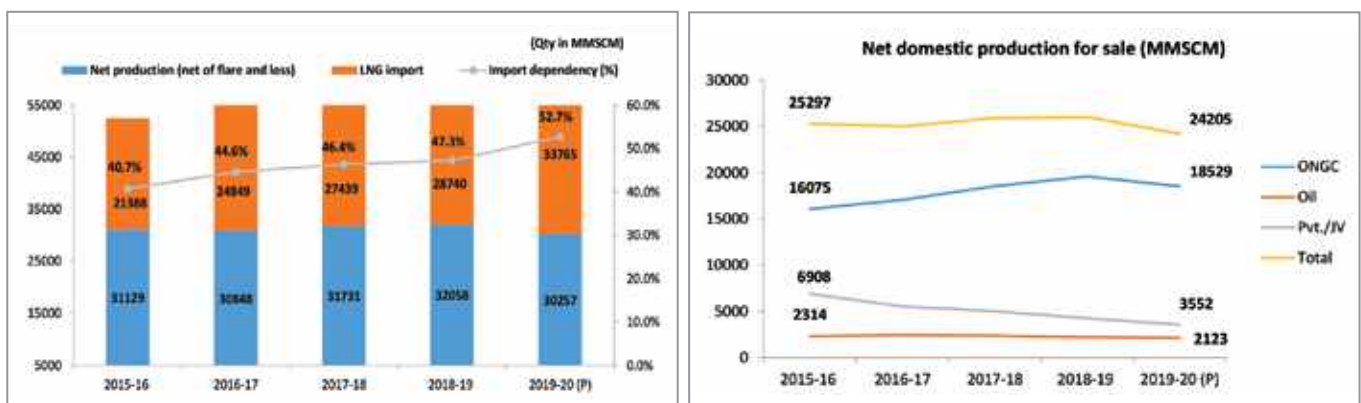 (Qty in MMSCM)
Net production (net of flare and loss) LNG import Import dependency (%)
55000 60.0%
45000 50.0%
35000 40.0%
25000 30.0%
15000 20.0%
5000 10.0%
0.0%
40.7% 44.6% 46.4% 47.3% 52.7%
21388 24849 27439 28740 33765
31129 30848 31731 32058 30257
2015-16 2016-17 2017-18 2018-19 2019-20 (P)
Net domestic production for sale (MMSCM)
30000
25000
20000
15000
10000
5000
0
25297 24205
16075 18529
6908 3552
2314 2123
2015-16 2016-17 2017-18 2018-19 2019-20 (P)
ONGC
Oil
Pvt./JV
Total